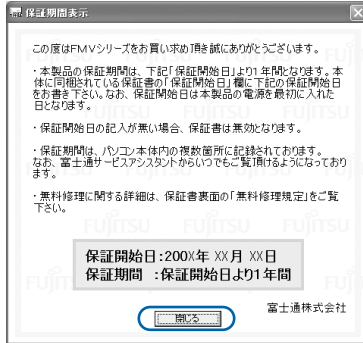 保証期間表示
この度はFMVシリーズをお買い求め頂き誠にありがとうございます。
・本製品の保証期間は、下記「保証開始日」より1年間となります。本
体に同梱されている保証書の「保証開始日」欄に下記の保証開始日
をお書き下さい。なお、保証開始日は本製品の電源を最初に入れた
日となります。
・保証開始日の記入が無い場合、保証書は無効となります。
・保証期間は、パソコン本体内の複数箇所に記録されております。
なお、富士通サービスアシスタントからいつでもご覧頂けるようになっており
ます。
・無料修理に関する詳細は、保証書裏面の「無料修理規定」をご覧
下さい。
保証開始日:200X年 XX月 XX日
保証期間 :保証開始日より1年間
富士通株式会社
閉じる